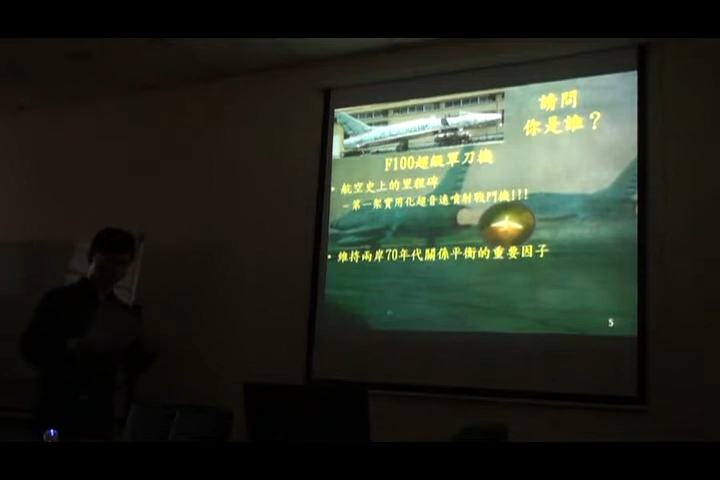 請問
你是誰？
F100超級軍刀機
• 航空史上的里程碑
–第一架實用化超音速噴射戰鬥機!!!
• 維持兩岸70年代關係平衡的重要因子
5